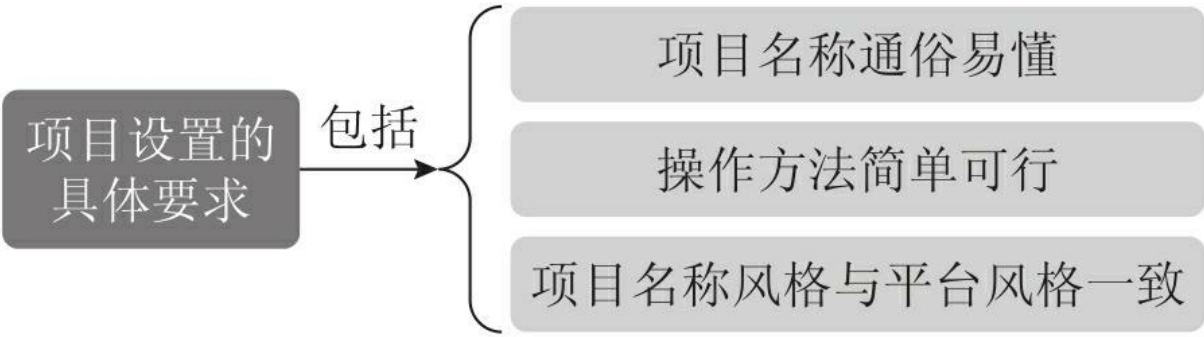 项目设置的
具体要求
包括
项目名称通俗易懂
操作方法简单可行
项目名称风格与平台风格一致